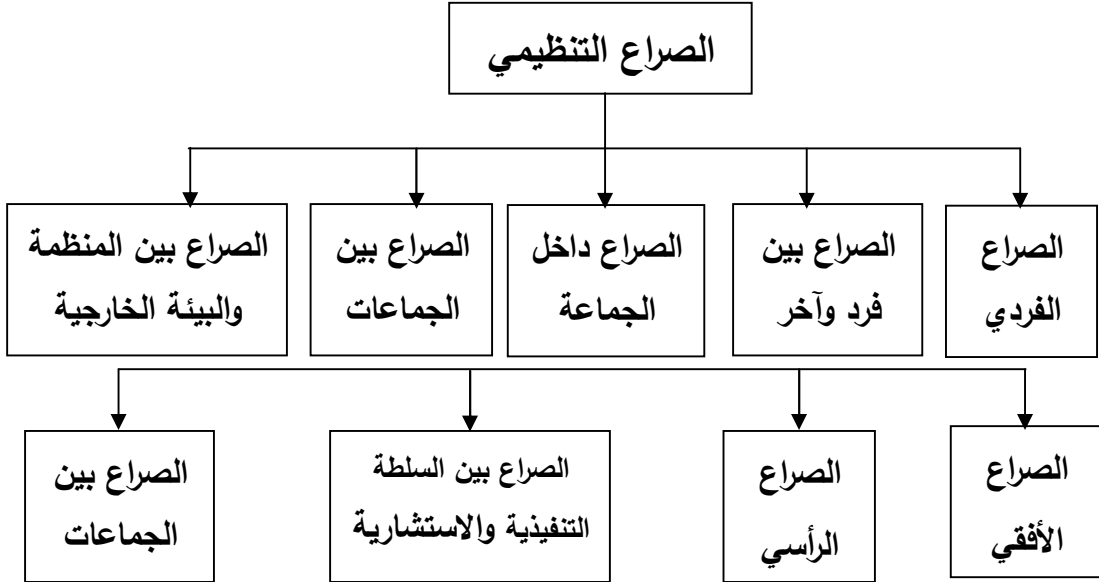 الصراع التنظيمي
الصراع
الفردي
الصراع بين
فرد وآخر
الصراع داخل
الجماعة
الصراع بين
الجماعات
الصراع بين المنظمة
والبيئة الخارجية
الصراع
الأفقي
الصراع
الرأسي
الصراع بين السلطة
التنفيذية والاستشارية
الصراع بين
الجماعات